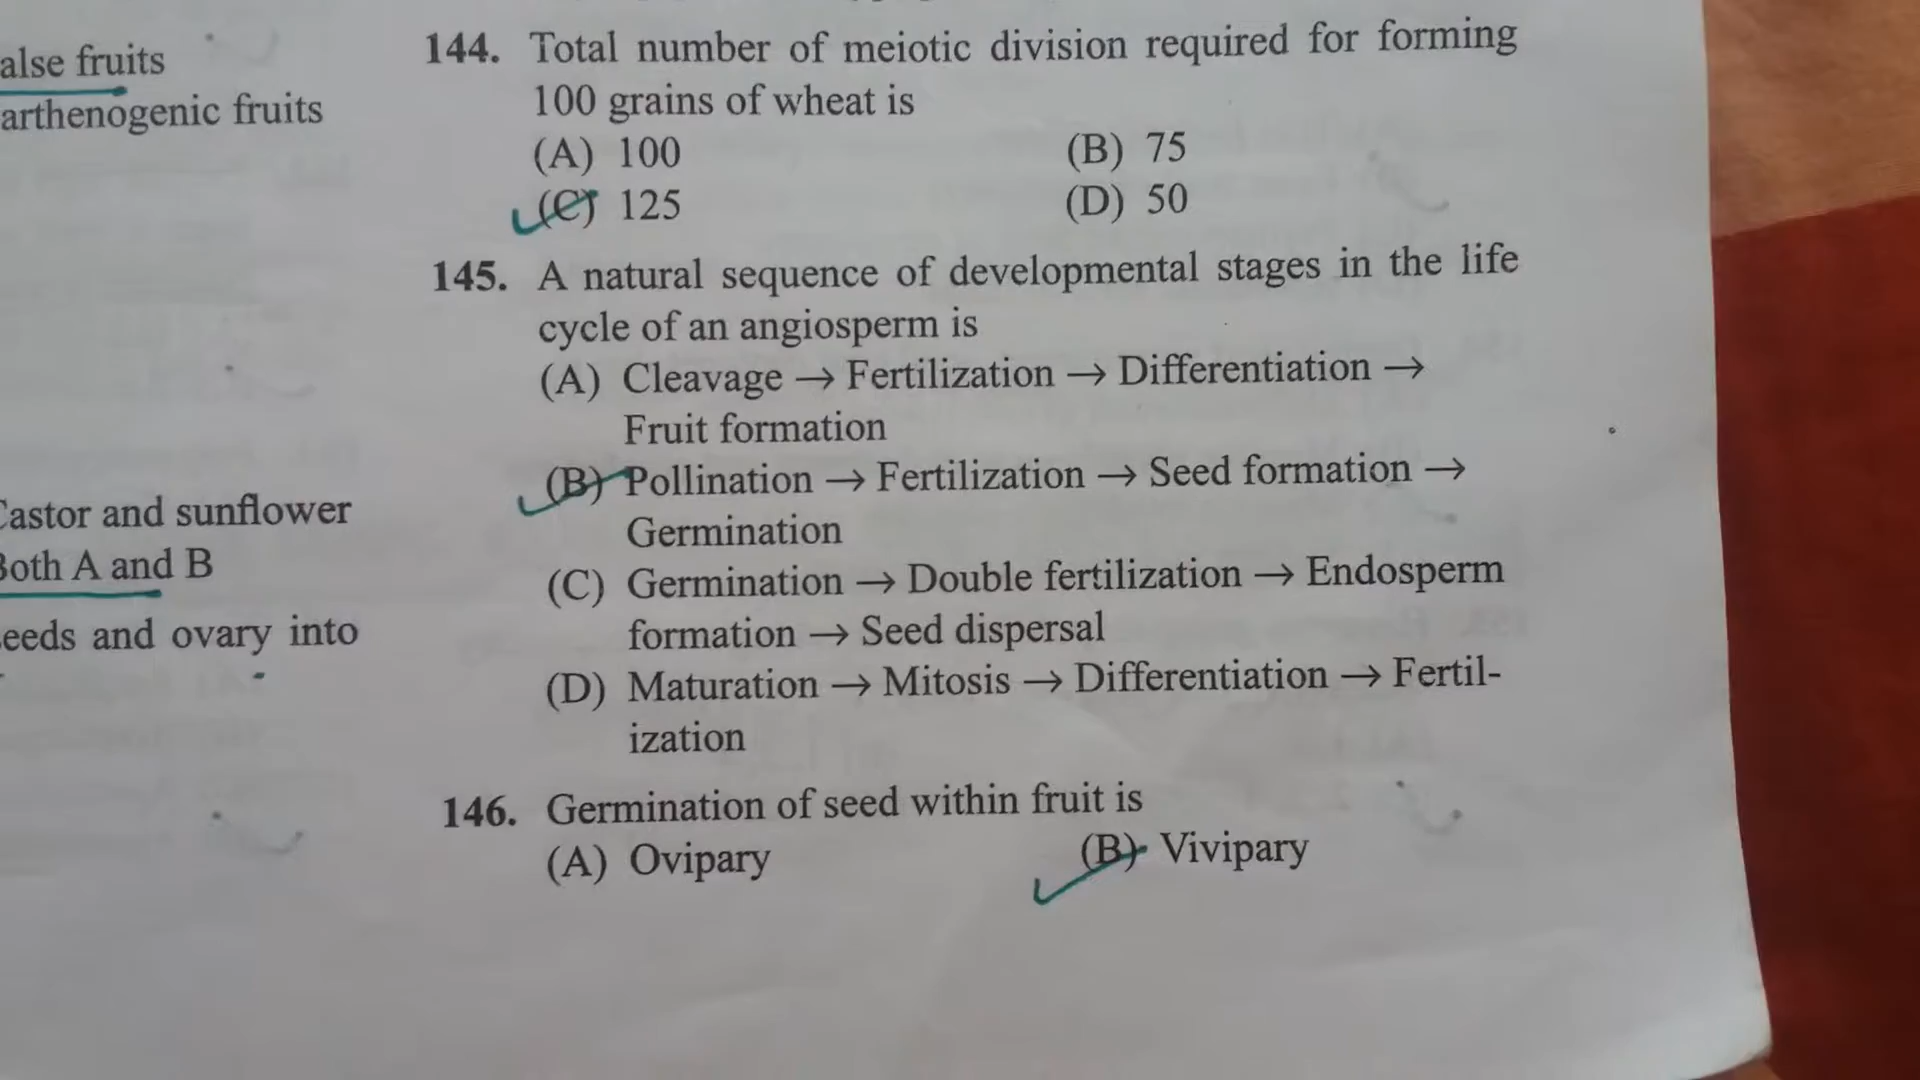 alse fruits
arthenogenic fruits
Castor and sunflower
Both A and B
eeds and ovary into
144. Total number of meiotic division required for forming
100 grains of wheat is
(A) 100 (B) 75
(C) 125 (D) 50
145. A natural sequence of developmental stages in the life
cycle of an angiosperm is
(A) Cleavage → Fertilization → Differentiation →
Fruit formation
(B) Pollination → Fertilization → Seed formation →
Germination
(C) Germination → Double fertilization → Endosperm
formation → Seed dispersal
(D) Maturation → Mitosis → Differentiation → Fertil-
ization
146. Germination of seed within fruit is
(A) Ovipary (B) Vivipary